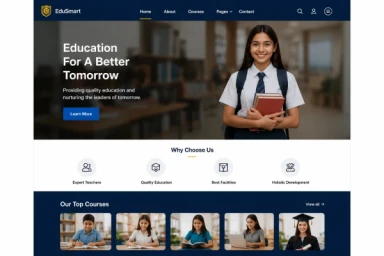 EduSmart
Home About Courses Pages Contact
Education
For A Better
Tomorrow
Providing quality education and
nurturing the leaders of tomorrow.
Learn More
Why Choose Us
Expert Teachers Quality Education Best Facilities Holistic Development
Our Top Courses View all →